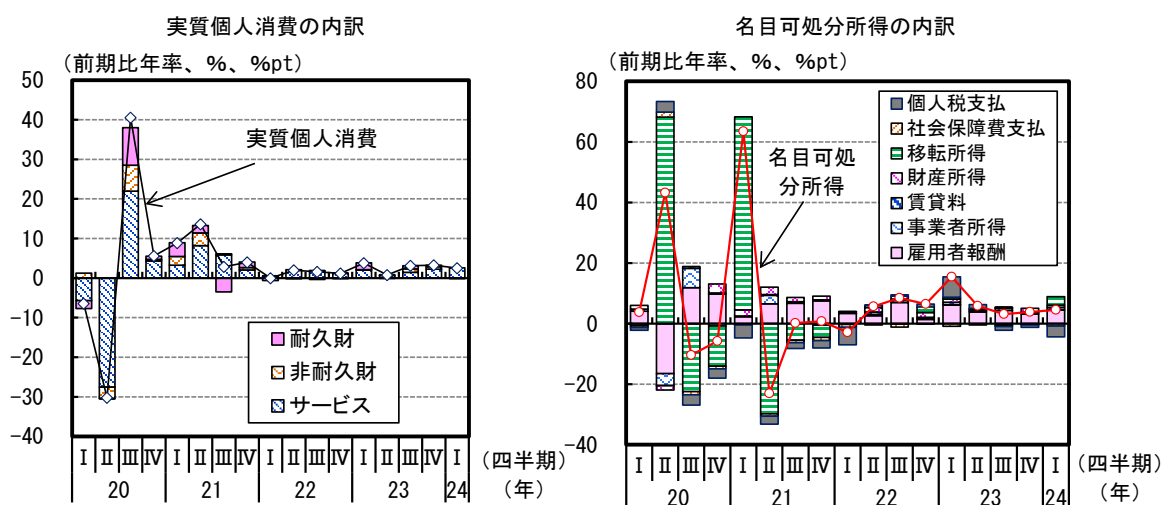 実質個人消費の内訳
(前期比年率、%、%pt)
50
40
30
20
10
0
-10
-20
-30
-40
実質個人消費
耐久財
非耐久財
サービス
Ⅰ Ⅱ Ⅲ Ⅳ Ⅰ Ⅱ Ⅲ Ⅳ Ⅰ Ⅱ Ⅲ Ⅳ Ⅰ Ⅱ Ⅲ Ⅳ Ⅰ
(四半期)
20 21 22 23 24
(年)
名目可処分所得の内訳
(前期比年率、%、%pt)
80
60
40
20
0
-20
-40
名目可処
分所得
個人税支払
社会保障費支払
移転所得
財産所得
賃貸料
事業者所得
雇用者報酬
Ⅰ Ⅱ Ⅲ Ⅳ Ⅰ Ⅱ Ⅲ Ⅳ Ⅰ Ⅱ Ⅲ Ⅳ Ⅰ Ⅱ Ⅲ Ⅳ Ⅰ
(四半期)
20 21 22 23 24
(年)